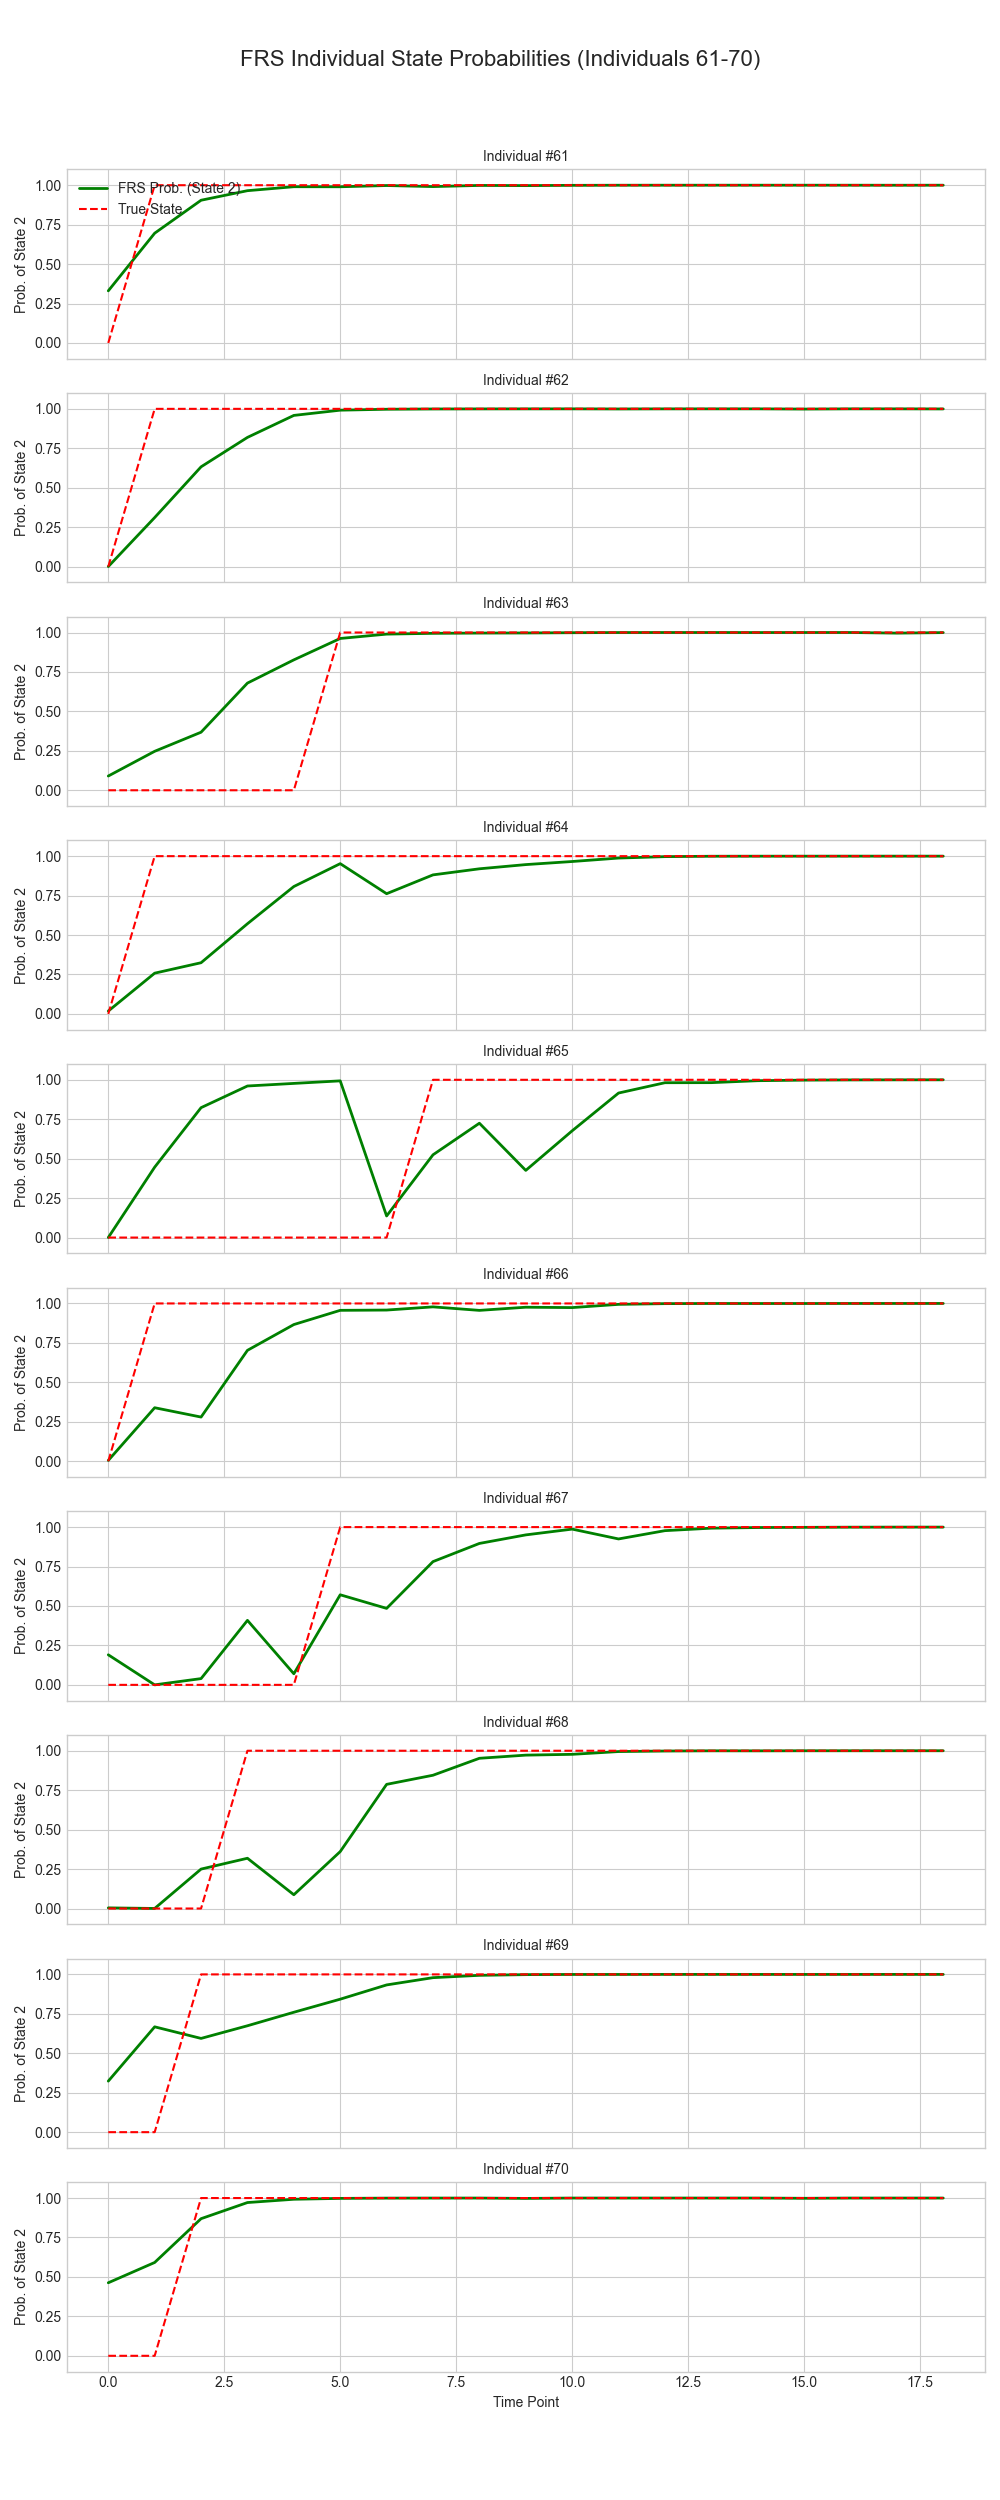 FRS Individual State Probabilities (Individuals 61-70)
Individual #61
FRS Prob. (State 2)
True State
Prob. of State 2
1.00
0.75
0.50
0.25
0.00
Individual #62
Prob. of State 2
1.00
0.75
0.50
0.25
0.00
Individual #63
Prob. of State 2
1.00
0.75
0.50
0.25
0.00
Individual #64
Prob. of State 2
1.00
0.75
0.50
0.25
0.00
Individual #65
Prob. of State 2
1.00
0.75
0.50
0.25
0.00
Individual #66
Prob. of State 2
1.00
0.75
0.50
0.25
0.00
Individual #67
Prob. of State 2
1.00
0.75
0.50
0.25
0.00
Individual #68
Prob. of State 2
1.00
0.75
0.50
0.25
0.00
Individual #69
Prob. of State 2
1.00
0.75
0.50
0.25
0.00
Individual #70
Prob. of State 2
1.00
0.75
0.50
0.25
0.00
0.0 2.5 5.0 7.5 10.0 12.5 15.0 17.5
Time Point